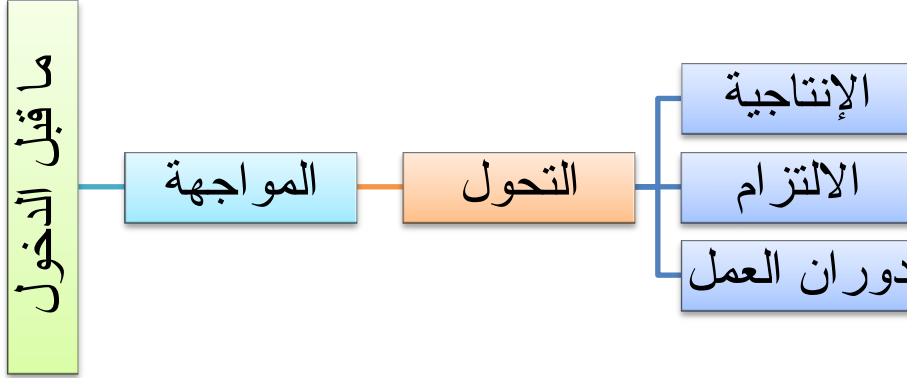 ما قبل الدخول
المواجهة
التحول
الإنتاجية
الالتزام
دوران العمل